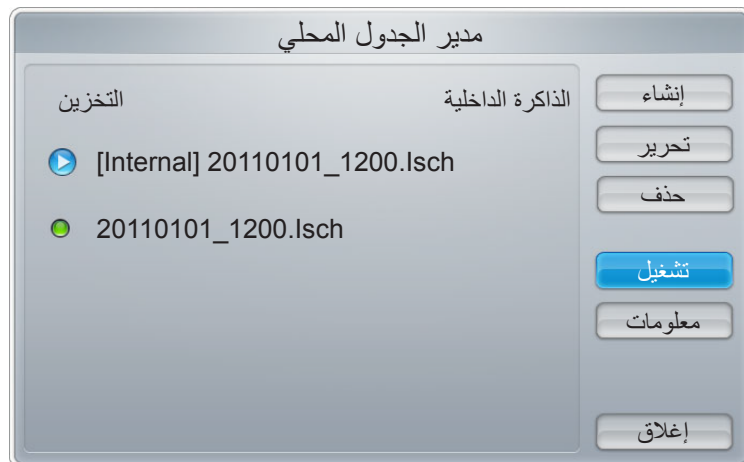 مدير الجدول المحلي
التخزين
الذاكرة الداخلية
[Internal] 20110101_1200.lsch
20110101_1200.lsch
إنشاء
تحرير
حذف
تشغيل
معلومات
إغلاق